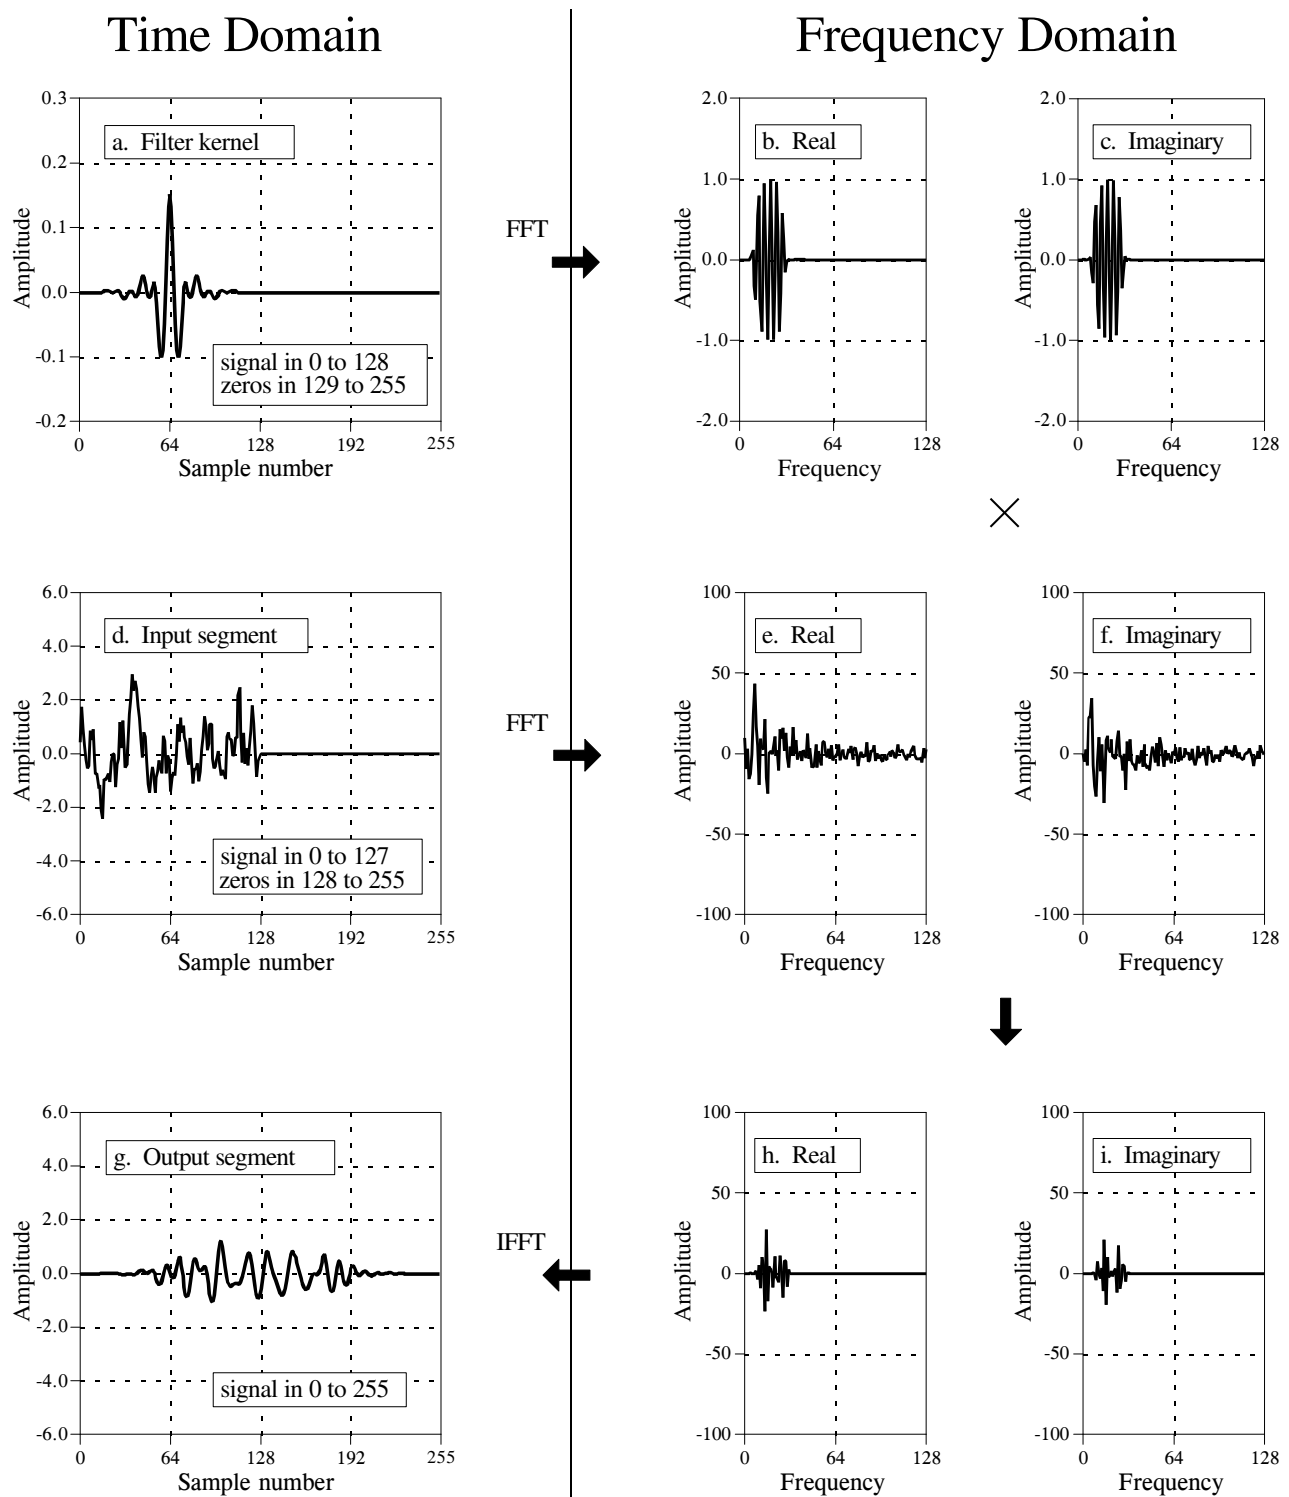 Time Domain
Frequency Domain
0.3
0.2
0.1
0.0
-0.1
-0.2
Amplitude
a. Filter kernel
signal in 0 to 128
zeros in 129 to 255
0 64 128 192 255
Sample number
FFT
2.0
1.0
0.0
-1.0
-2.0
Amplitude
b. Real
0 64 128
Frequency
2.0
1.0
0.0
-1.0
-2.0
Amplitude
c. Imaginary
0 64 128
Frequency
×
6.0
4.0
2.0
0.0
-2.0
-4.0
-6.0
Amplitude
d. Input segment
signal in 0 to 127
zeros in 128 to 255
0 64 128 192 255
Sample number
FFT
100
50
0
-50
-100
Amplitude
e. Real
0 64 128
Frequency
100
50
0
-50
-100
Amplitude
f. Imaginary
0 64 128
Frequency
6.0
4.0
2.0
0.0
-2.0
-4.0
-6.0
Amplitude
g. Output segment
signal in 0 to 255
0 64 128 192 255
Sample number
IFFT
100
50
0
-50
-100
Amplitude
h. Real
0 64 128
Frequency
100
50
0
-50
-100
Amplitude
i. Imaginary
0 64 128
Frequency